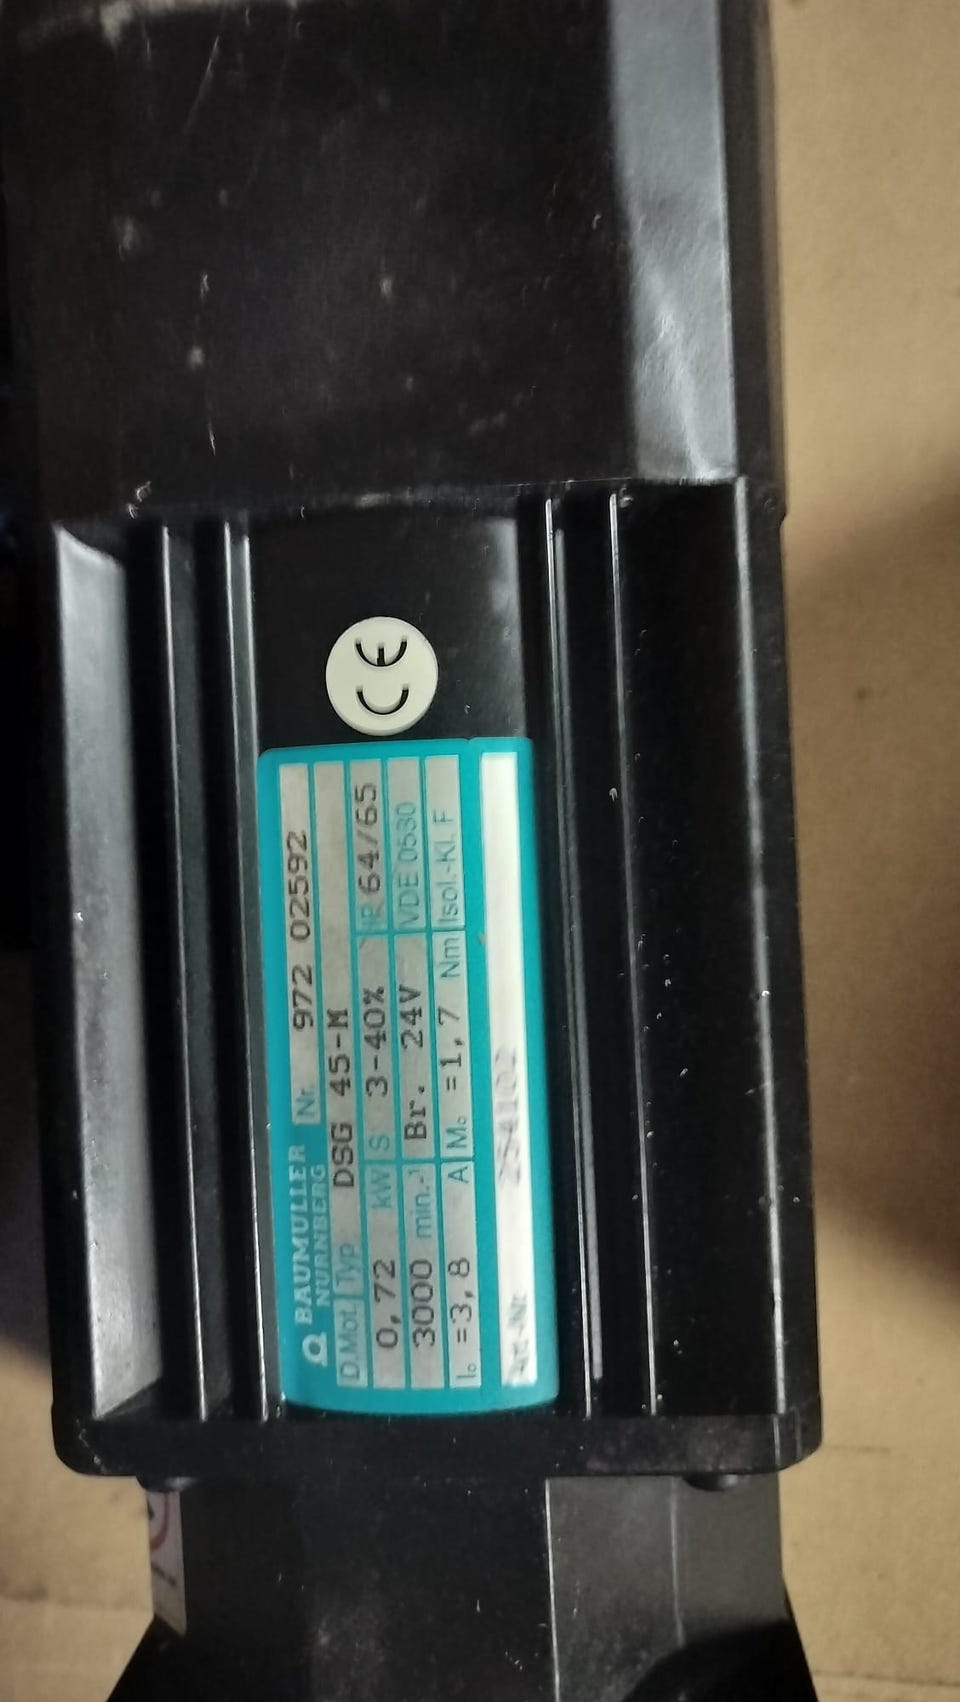 BAUMÜLLER
NÜRNBERG
Nr. 972 02592
D.Mot. Typ DSG 45-M
0,72 kW S 3-40% IP 64/65
3000 min.-¹ Br. 24V VDE 0530
I₀ =3,8 A M₀ =1,7 Nm Isol.-Kl. F
Art.-Nr.
CE